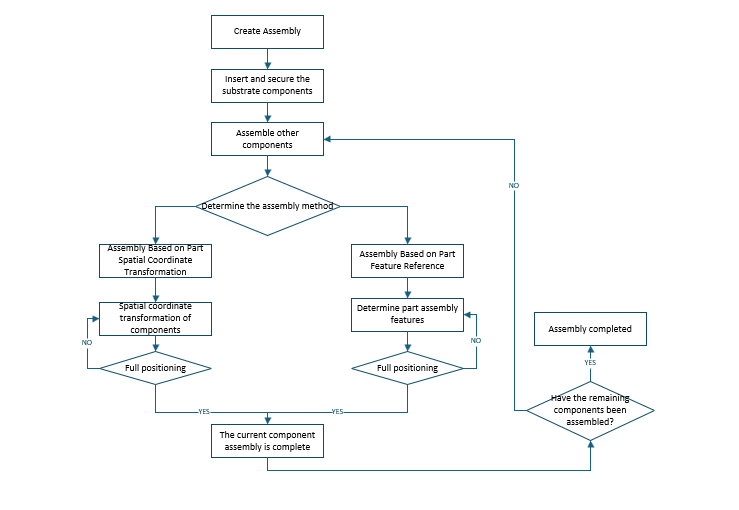 Create Assembly
Insert and secure the
substrate components
Assemble other
components
NO
Determine the assembly method
Assembly Based on Part
Spatial Coordinate
Transformation
Assembly Based on Part
Feature Reference
Spatial coordinate
transformation of
components
Determine part assembly
features
Assembly completed
NO
NO
YES
Full positioning
Full positioning
Have the remaining
components been
assembled?
YES
YES
The current component
assembly is complete